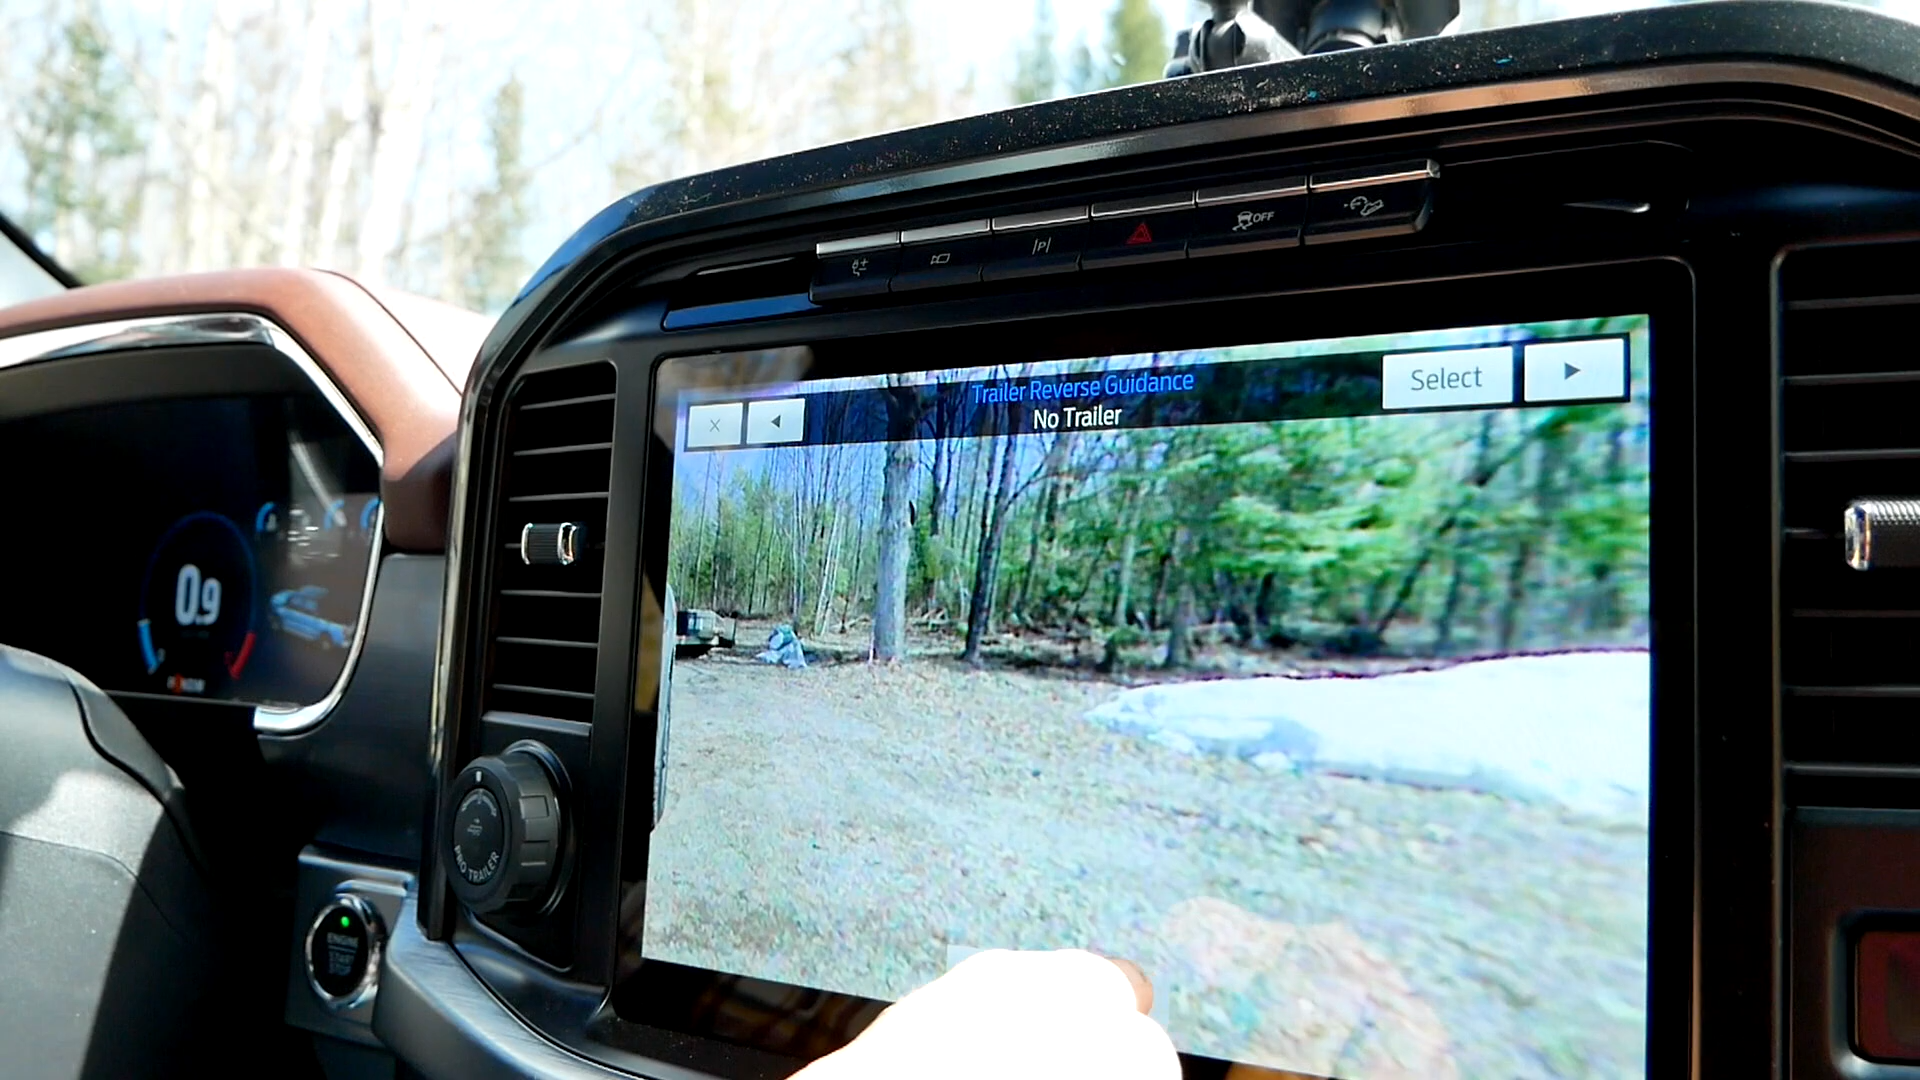 OFF
|P|
Trailer Reverse Guidance
No Trailer
Select
X
0.9
PRO TRAILER
ENGINE
START
STOP